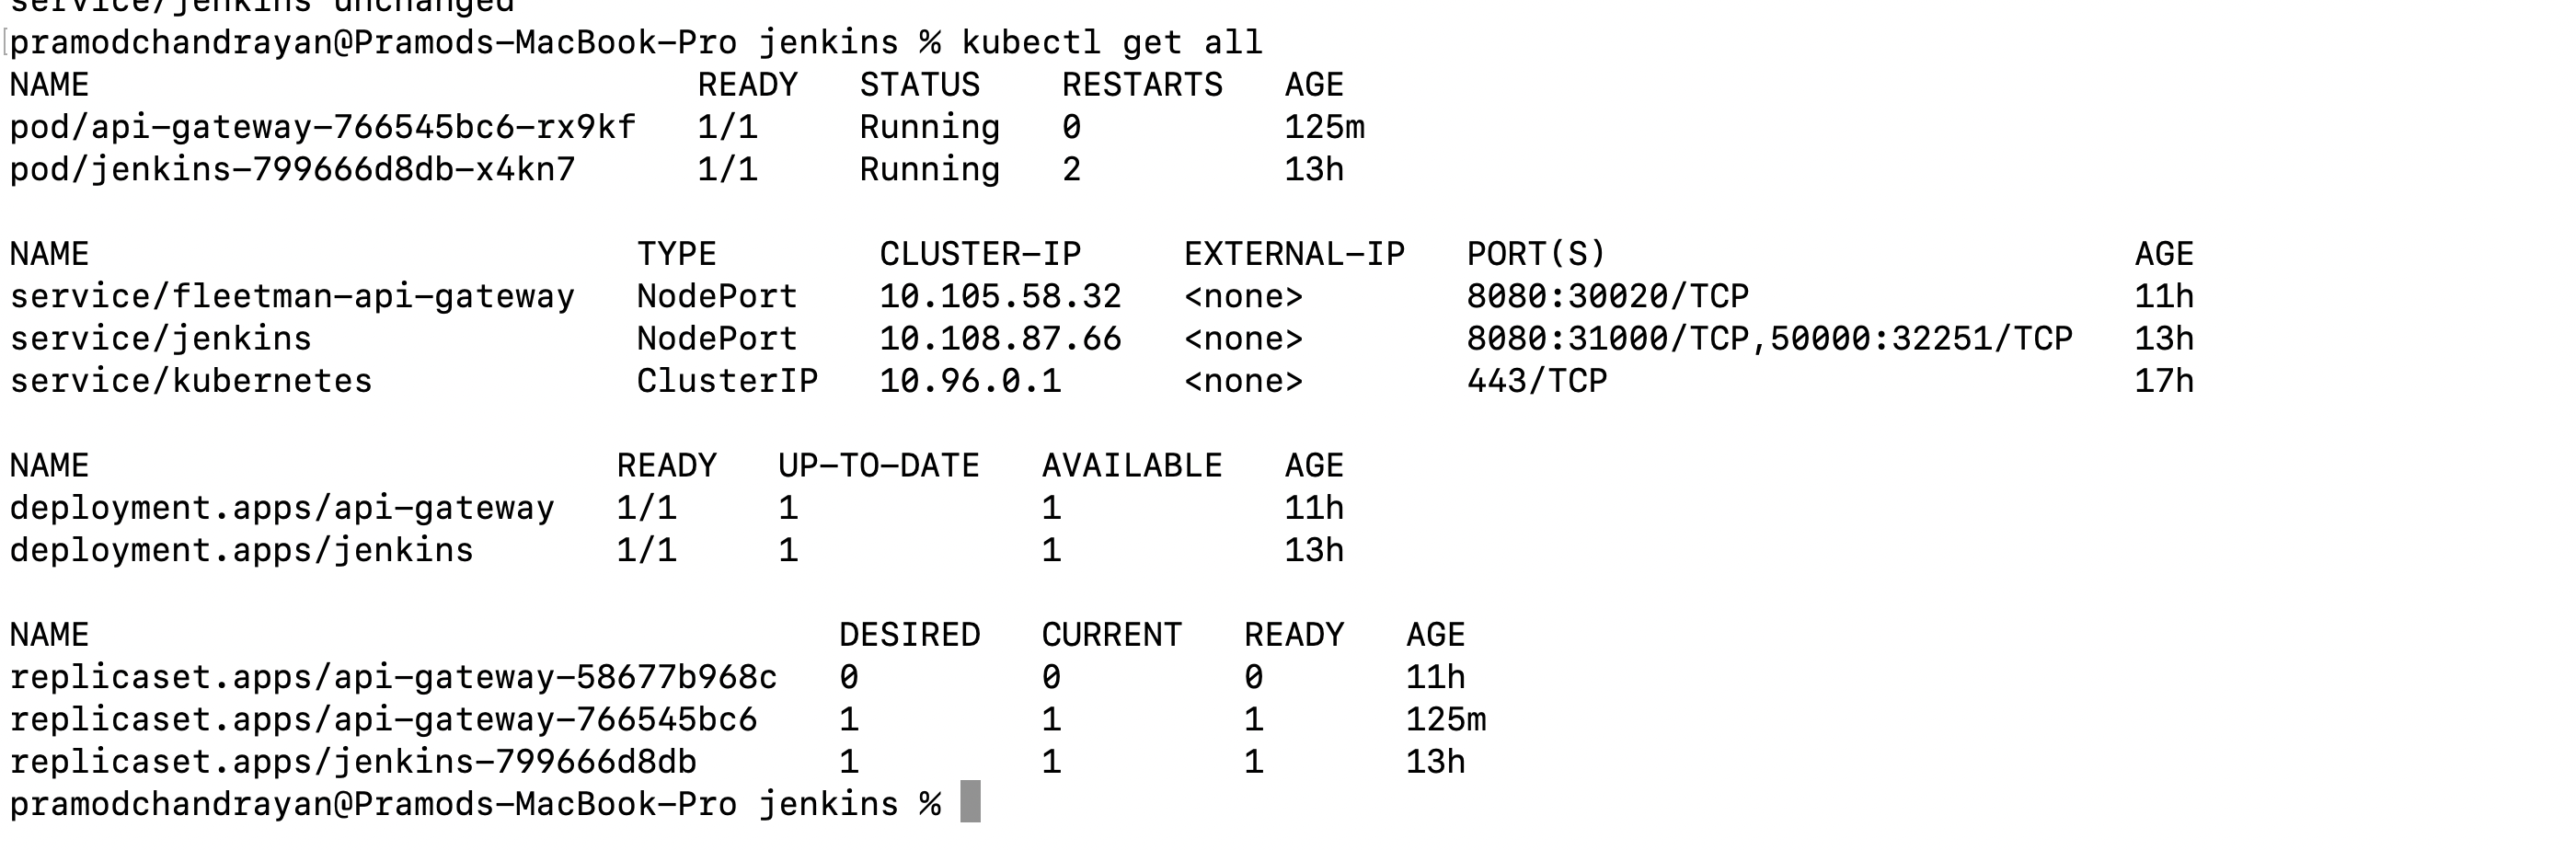 service/jenkins unchanged
pramodchandrayan@Pramods-MacBook-Pro jenkins % kubectl get all
NAME                              READY   STATUS    RESTARTS   AGE
pod/api-gateway-766545bc6-rx9kf   1/1     Running   0          125m
pod/jenkins-799666d8db-x4kn7      1/1     Running   2          13h

NAME                           TYPE        CLUSTER-IP     EXTERNAL-IP   PORT(S)                          AGE
service/fleetman-api-gateway   NodePort    10.105.58.32   <none>        8080:30020/TCP                   11h
service/jenkins                NodePort    10.108.87.66   <none>        8080:31000/TCP,50000:32251/TCP   13h
service/kubernetes             ClusterIP   10.96.0.1      <none>        443/TCP                          17h

NAME                          READY   UP-TO-DATE   AVAILABLE   AGE
deployment.apps/api-gateway   1/1     1            1           11h
deployment.apps/jenkins       1/1     1            1           13h

NAME                                     DESIRED   CURRENT   READY   AGE
replicaset.apps/api-gateway-58677b968c   0         0         0       11h
replicaset.apps/api-gateway-766545bc6    1         1         1       125m
replicaset.apps/jenkins-799666d8db       1         1         1       13h
pramodchandrayan@Pramods-MacBook-Pro jenkins %